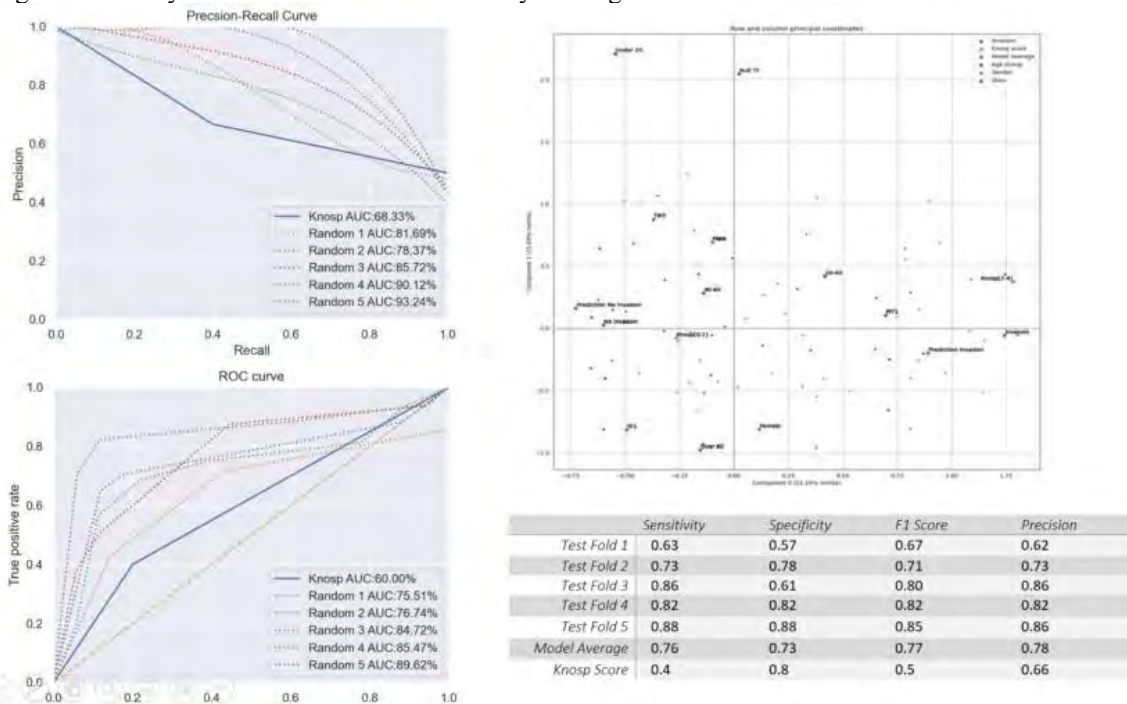 Precsion-Recall Curve
1.0
0.8
0.6
0.4
0.2
0.0
Precision
0.0 0.2 0.4 0.6 0.8 1.0
Recall
Knosp AUC:68.33%
Random 1 AUC:81.69%
Random 2 AUC:78.37%
Random 3 AUC:85.72%
Random 4 AUC:90.12%
Random 5 AUC:93.24%
ROC curve
1.0
0.8
0.6
0.4
0.2
0.0
True positive rate
0.0 0.2 0.4 0.6 0.8 1.0
Knosp AUC:60.00%
Random 1 AUC:75.51%
Random 2 AUC:76.74%
Random 3 AUC:84.72%
Random 4 AUC:85.47%
Random 5 AUC:89.62%
Row and column principal coordinates
Invasion
Knosp score
Model Average
Age Group
Gender
Under 20
Prediction No Invasion
No Invasion
Invasion
Prediction Invasion
Female
Over 60
Sensitivity Specificity F1 Score Precision
Test Fold 1 0.63 0.57 0.67 0.62
Test Fold 2 0.73 0.78 0.71 0.73
Test Fold 3 0.86 0.61 0.80 0.86
Test Fold 4 0.82 0.82 0.82 0.82
Test Fold 5 0.88 0.88 0.85 0.86
Model Average 0.76 0.73 0.77 0.78
Knosp Score 0.4 0.8 0.5 0.66